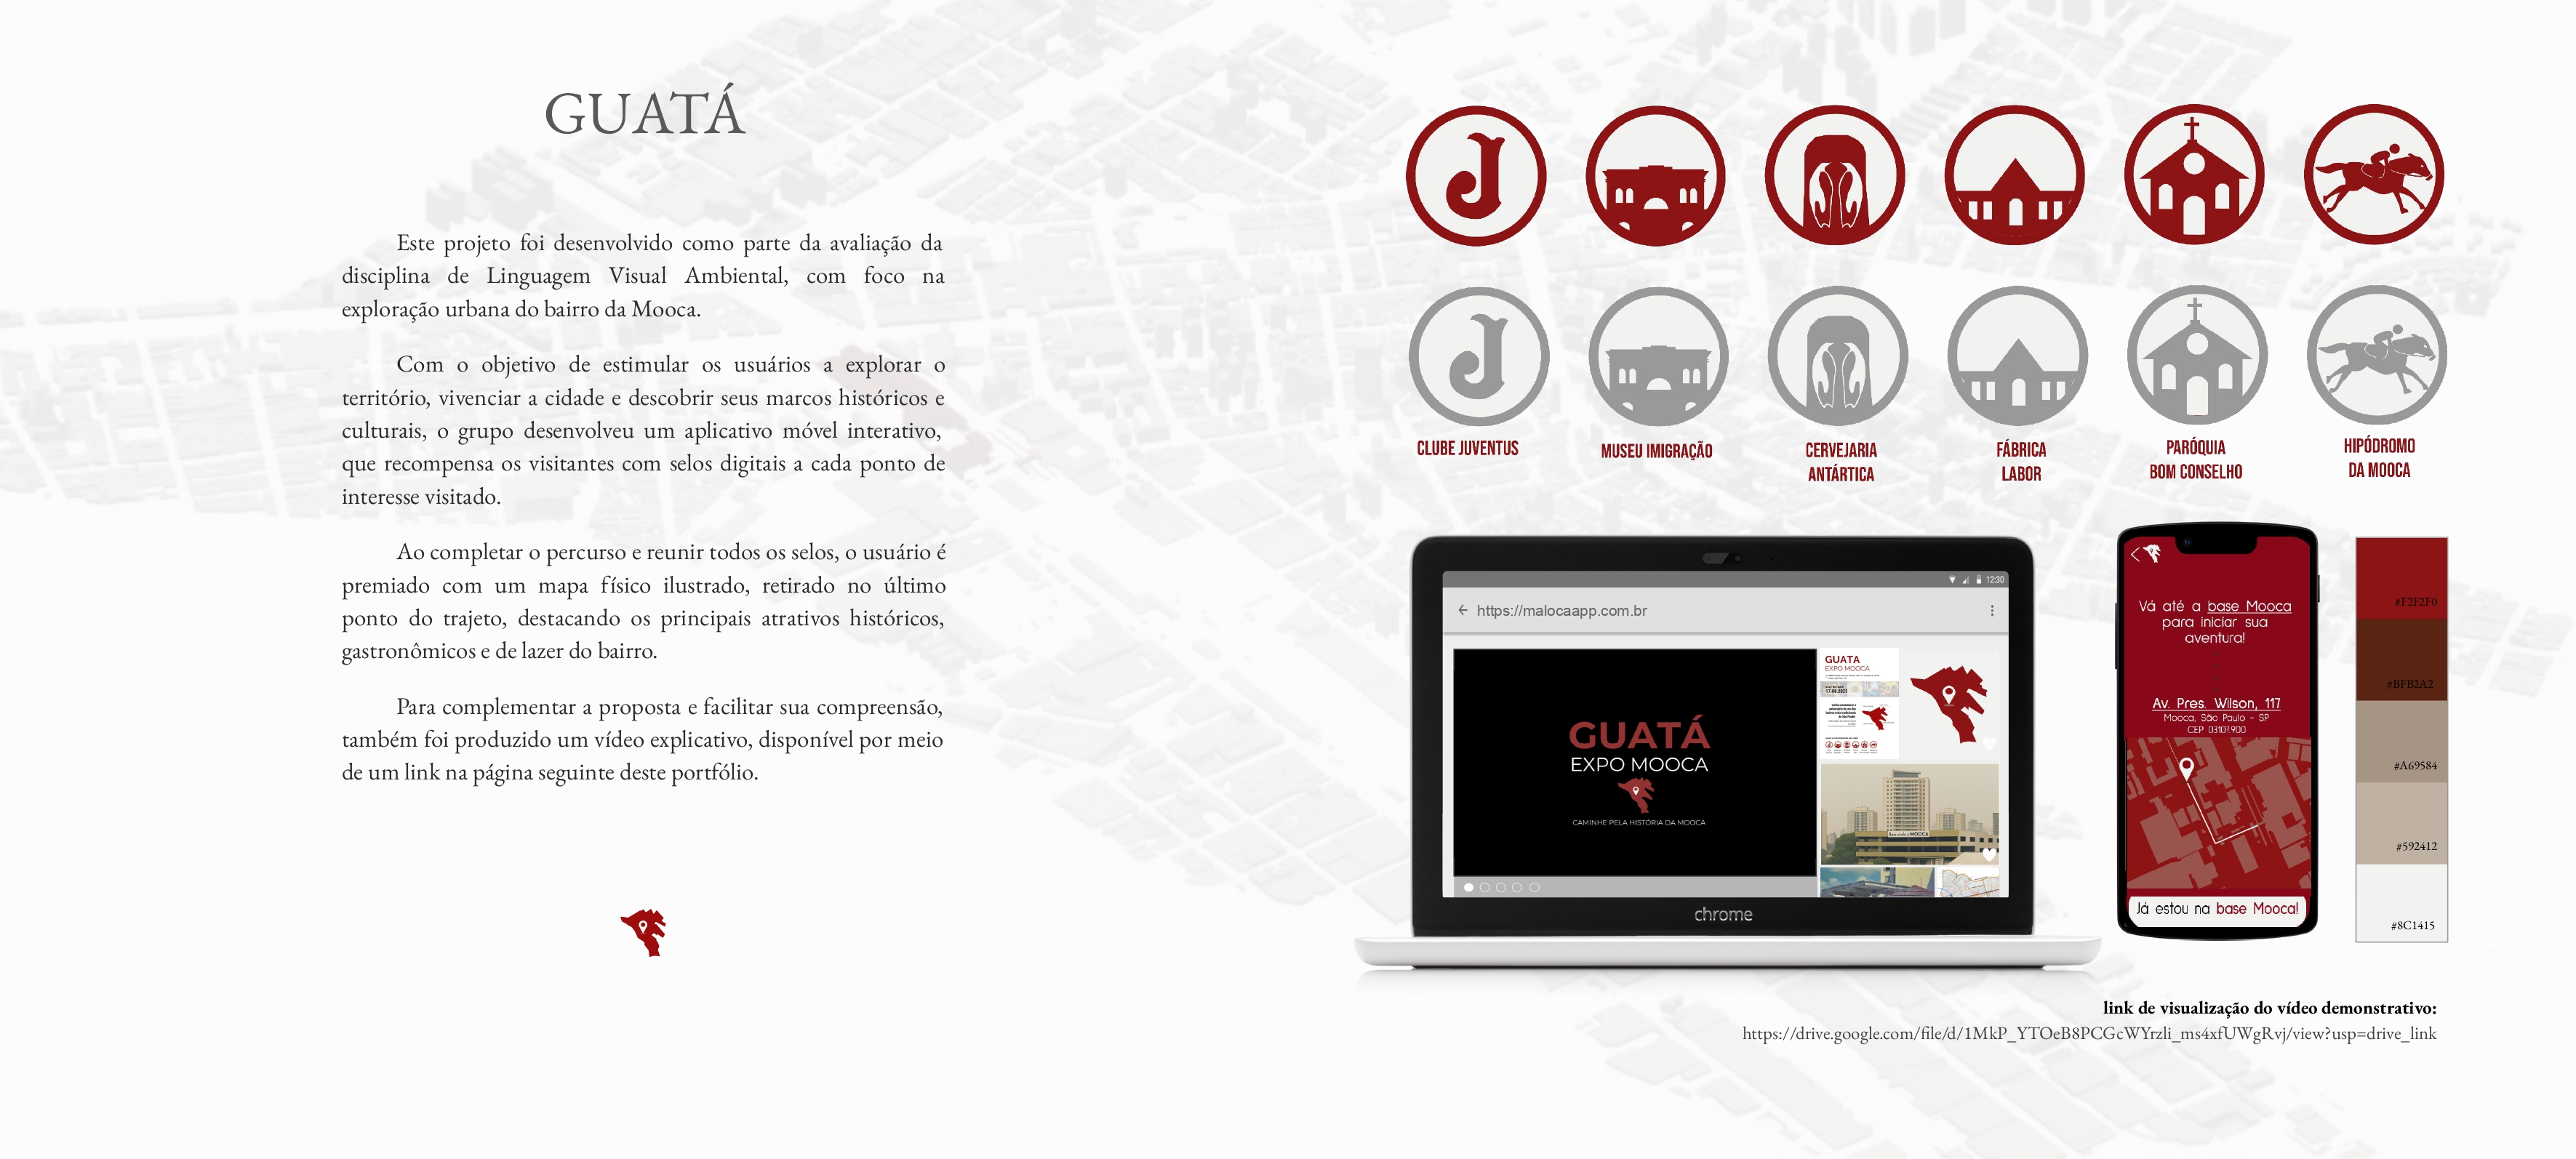 GUATÁ
Este projeto foi desenvolvido como parte da avaliação da
disciplina de Linguagem Visual Ambiental, com foco na
exploração urbana do bairro da Mooca.
Com o objetivo de estimular os usuários a explorar o
território, vivenciar a cidade e descobrir seus marcos históricos e
culturais, o grupo desenvolveu um aplicativo móvel interativo,
que recompensa os visitantes com selos digitais a cada ponto de
interesse visitado.
Ao completar o percurso e reunir todos os selos, o usuário é
premiado com um mapa físico ilustrado, retirado no último
ponto do trajeto, destacando os principais atrativos históricos,
gastronômicos e de lazer do bairro.
Para complementar a proposta e facilitar sua compreensão,
também foi produzido um vídeo explicativo, disponível por meio
de um link na página seguinte deste portfólio.
CLUBE JUVENTUS
MUSEU IMIGRAÇÃO
CERVEJARIA
ANTÁRTICA
FÁBRICA
LABOR
PARÓQUIA
BOM CONSELHO
HIPÓDROMO
DA MOOCA
12:30
https://malocaapp.com.br
GUATÁ
EXPO MOOCA
CAMINHE PELA HISTÓRIA DA MOOCA
GUATA
EXPO MOOCA
chrome
Vá até a base Mooca
para iniciar sua
aventura!
Av. Pres. Wilson, 117
Mooca, São Paulo - SP
CEP 03107-900
Já estou na base Mooca!
#F2F2F0
#BFB2A2
#A69584
#592412
#8C1415
link de visualização do vídeo demonstrativo:
https://drive.google.com/file/d/1MkP_YTOeB8PCGcWYrzli_ms4xfUWgRvj/view?usp=drive_link